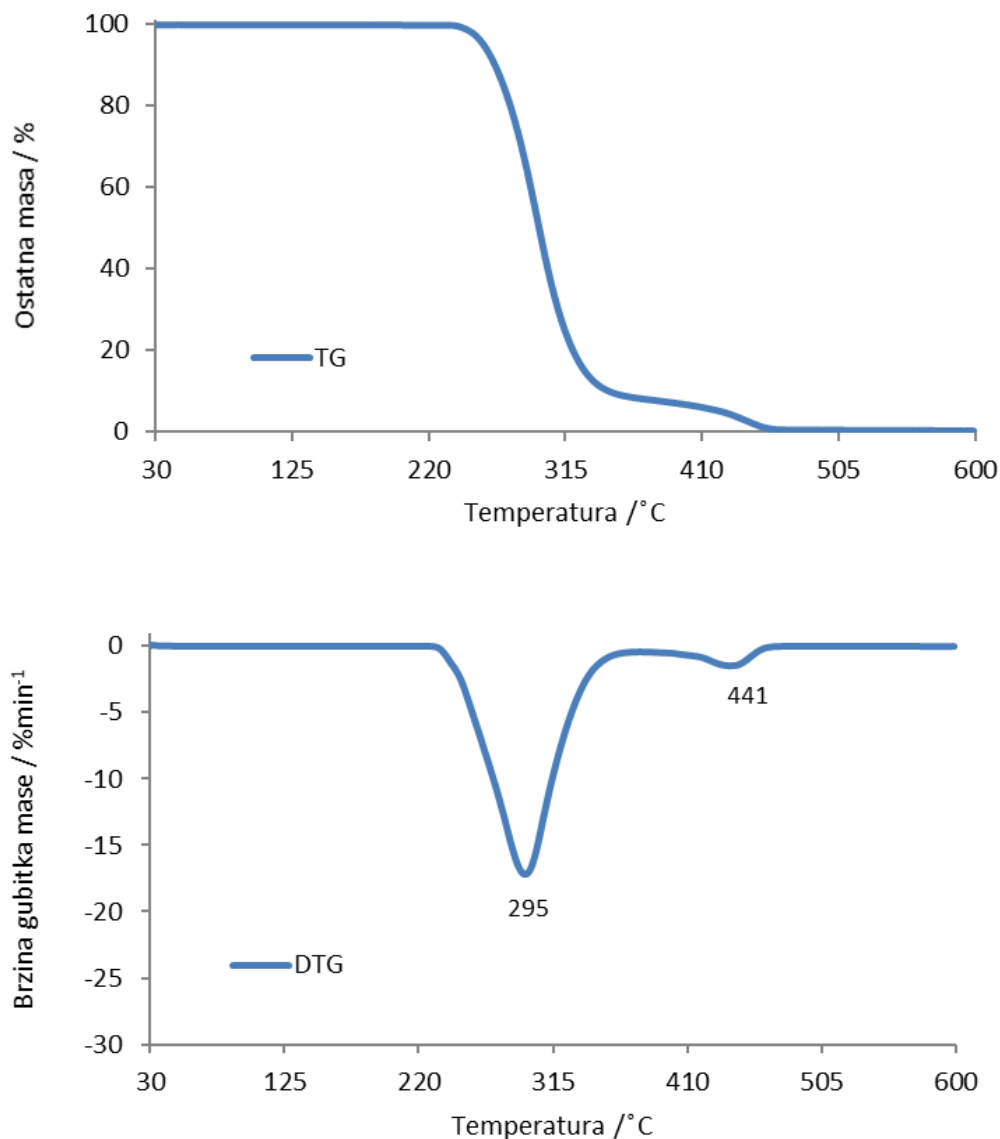 100
80
60
40
20
0
Ostatna masa / %
TG
30 125 220 315 410 505 600
Temperatura /˚C
0
-5
-10
-15
-20
-25
-30
Brzina gubitka mase / %min⁻¹
441
295
DTG
30 125 220 315 410 505 600
Temperatura /˚C